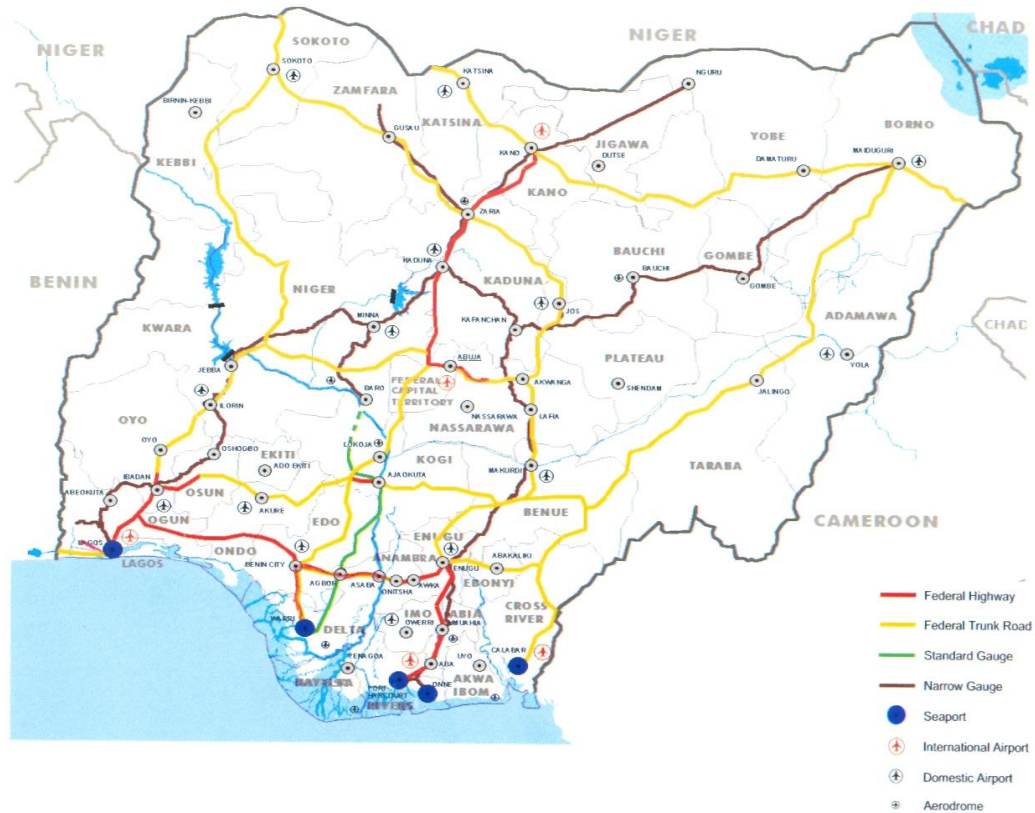 NIGER
NIGER
CHAD
SOKOTO
SOKOTO
KATSINA
NGURU
ZAMFARA
BIRNIN-KEBBI
KATSINA
GUSAU
KANO
JIGAWA
DUTSE
YOBE
DAMATURU
BORNO
MAIDUGURI
KEBBI
KANO
ZARIA
BENIN
KADUNA
BAUCHI
BAUCHI
GOMBE
GOMBE
NIGER
KADUNA
JOS
KWARA
MINNA
KAFANCHAN
ADAMAWA
CHAD
JEBBA
ABUJA
PLATEAU
YOLA
BARO
FEDERAL
CAPITAL
TERRITORY
AKWANGA
SHENDAM
JALINGO
ILORIN
NASSARAWA
LAFIA
OYO
NASSARAWA
OYO
OSHOGBO
EKITI
LOKOJA
KOGI
ADO EKITI
MAKURDI
TARABA
IBADAN
AJAOKUTA
ABEOKUTA
OSUN
AKURE
BENUE
OGUN
EDO
CAMEROON
LAGOS
LAGOS
ONDO
ENUGU
ANAMBRA
ENUGU
ABAKALIKI
BENIN CITY
AGBOR
ASABA
ONITSHA
AWKA
EBONYI
Federal Highway
IMO
ABIA
CROSS
RIVER
DELTA
OWERRI
Federal Trunk Road
UYO
CALABAR
Standard Gauge
ABA
AKWA
IBOM
PORT
HARCOURT
ONNE
Narrow Gauge
RIVERS
Seaport
International Airport
Domestic Airport
Aerodrome